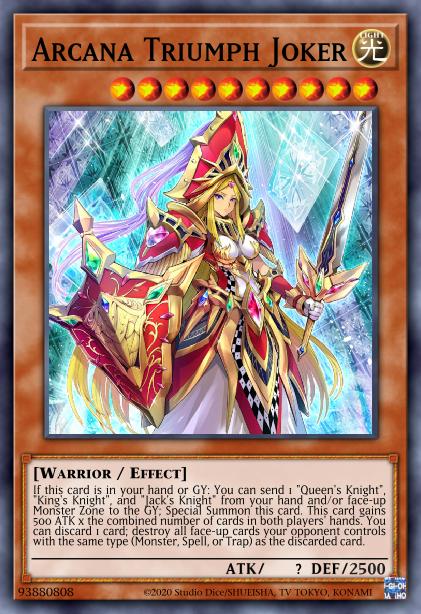 ARCANA TRIUMPH JOKER
LIGHT
光
[WARRIOR / EFFECT]
If this card is in your hand or GY: You can send 1 "Queen's Knight",
"King's Knight", and "Jack's Knight" from your hand and/or face-up
Monster Zone to the GY; Special Summon this card. This card gains
500 ATK x the combined number of cards in both players' hands. You
can discard 1 card; destroy all face-up cards your opponent controls
with the same type (Monster, Spell, or Trap) as the discarded card.
ATK/ ? DEF/2500
93880808 ©2020 Studio Dice/SHUEISHA, TV TOKYO, KONAMI